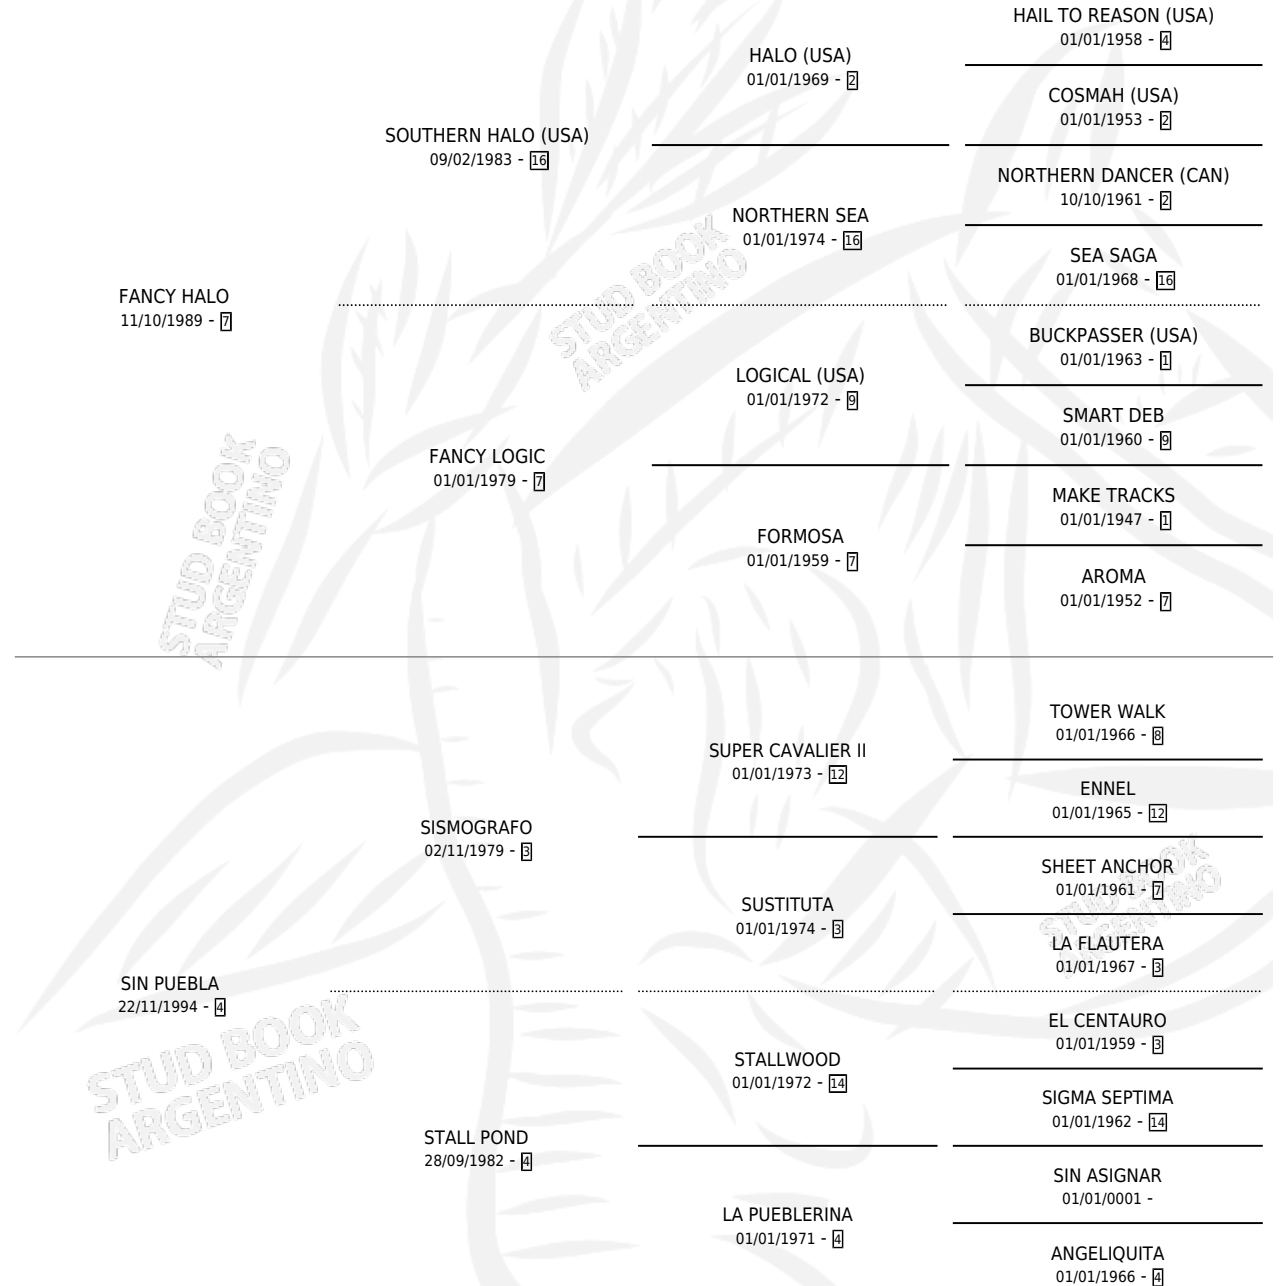 HAIL TO REASON (USA)
01/01/1958 - 4
HALO (USA)
01/01/1969 - 2
COSMAH (USA)
01/01/1953 - 2
SOUTHERN HALO (USA)
09/02/1983 - 16
NORTHERN DANCER (CAN)
10/10/1961 - 2
NORTHERN SEA
01/01/1974 - 16
SEA SAGA
01/01/1968 - 16
FANCY HALO
11/10/1989 - 7
BUCKPASSER (USA)
01/01/1963 - 1
LOGICAL (USA)
01/01/1972 - 9
SMART DEB
01/01/1960 - 9
FANCY LOGIC
01/01/1979 - 7
MAKE TRACKS
01/01/1947 - 1
FORMOSA
01/01/1959 - 7
AROMA
01/01/1952 - 7
STUD BOOK
ARGENTINO
STUD BOOK
ARGENTINO
TOWER WALK
01/01/1966 - 8
SUPER CAVALIER II
01/01/1973 - 12
ENNEL
01/01/1965 - 12
SISMOGRAFO
02/11/1979 - 3
SHEET ANCHOR
01/01/1961 - 7
SUSTITUTA
01/01/1974 - 3
LA FLAUTERA
01/01/1967 - 3
STUD BOOK
ARGENTINO
SIN PUEBLA
22/11/1994 - 4
EL CENTAURO
01/01/1959 - 3
STALLWOOD
01/01/1972 - 14
SIGMA SEPTIMA
01/01/1962 - 14
STUD BOOK
ARGENTINO
STALL POND
28/09/1982 - 4
SIN ASIGNAR
01/01/0001 -
LA PUEBLERINA
01/01/1971 - 4
ANGELIQUITA
01/01/1966 - 4